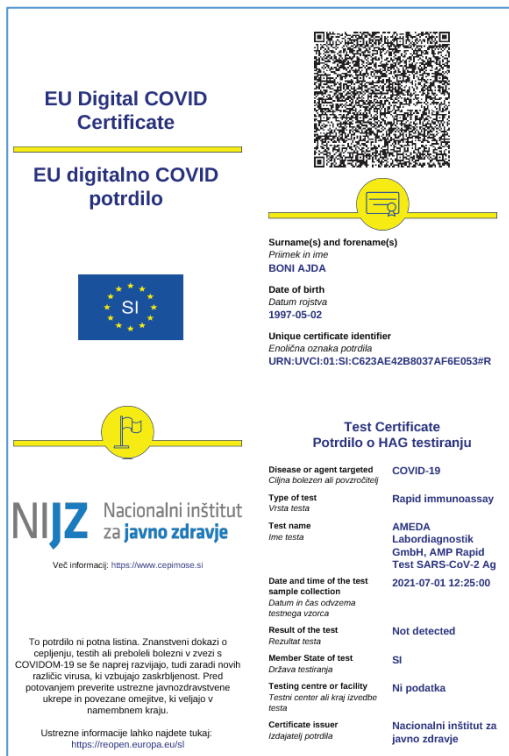 EU Digital COVID
Certificate
EU digitalno COVID
potrdilo
SI
Surname(s) and forename(s)
Priimek in ime
BONI AJDA
Date of birth
Datum rojstva
1997-05-02
Unique certificate identifier
Enolična oznaka potrdila
URN:UVCI:01:SI:C623AE42B8037AF6E053#R
NIJZ Nacionalni inštitut
za javno zdravje
Več informacij: https://www.cepimose.si
To potrdilo ni potna listina. Znanstveni dokazi o
cepljenju, testih ali preboleli bolezni v zvezi s
COVIDOM-19 se še naprej razvijajo, tudi zaradi novih
različic virusa, ki vzbujajo zaskrbljenost. Pred
potovanjem preverite ustrezne javnozdravstvene
ukrepe in povezane omejitve, ki veljajo v
namembnem kraju.
Ustrezne informacije lahko najdete tukaj:
https://reopen.europa.eu/sl
Test Certificate
Potrdilo o HAG testiranju
Disease or agent targeted
Ciljna bolezen ali povzročitelj
COVID-19
Type of test
Vrsta testa
Rapid immunoassay
Test name
Ime testa
AMEDA
Labordiagnostik
GmbH, AMP Rapid
Test SARS-CoV-2 Ag
Date and time of the test
sample collection
Datum in čas odvzema
testnega vzorca
2021-07-01 12:25:00
Result of the test
Rezultat testa
Not detected
Member State of test
Država testiranja
SI
Testing centre or facility
Testni center ali kraj izvedbe
testa
Ni podatka
Certificate issuer
Izdajatelj potrdila
Nacionalni inštitut za
javno zdravje